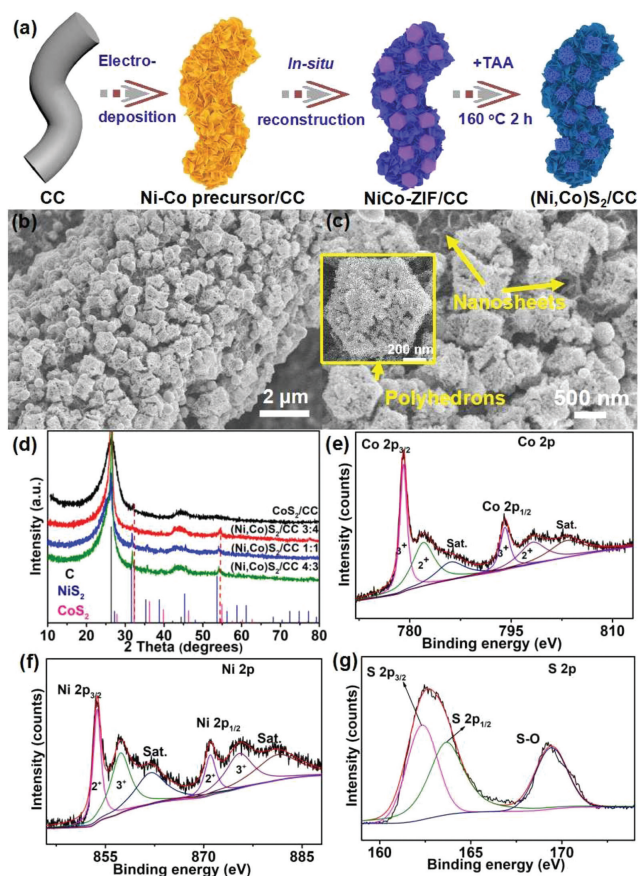 (a)
Electro-
deposition
In-situ
reconstruction
+TAA
160 °C 2 h
CC
Ni-Co precursor/CC
NiCo-ZIF/CC
(Ni,Co)S₂/CC
(b)
2 μm
(c)
Nanosheets
200 nm
Polyhedrons
500 nm
(d)
Intensity (a.u.)
CoS₂/CC
(Ni,Co)S₂/CC 3:4
(Ni,Co)S₂/CC 1:1
(Ni,Co)S₂/CC 4:3
C
NiS₂
CoS₂
10 20 30 40 50 60 70 80
2 Theta (degrees)
(e)
Intensity (counts)
Co 2p
Co 2p₃/₂
Co 2p₁/₂
3⁺
2⁺
Sat.
3⁺
2⁺
Sat.
780 795 810
Binding energy (eV)
(f)
Intensity (counts)
Ni 2p
Ni 2p₃/₂
Ni 2p₁/₂
2⁺
3⁺
Sat.
2⁺
3⁺
Sat.
855 870 885
Binding energy (eV)
(g)
Intensity (counts)
S 2p
S 2p₃/₂
S 2p₁/₂
S-O
160 165 170
Binding energy (eV)